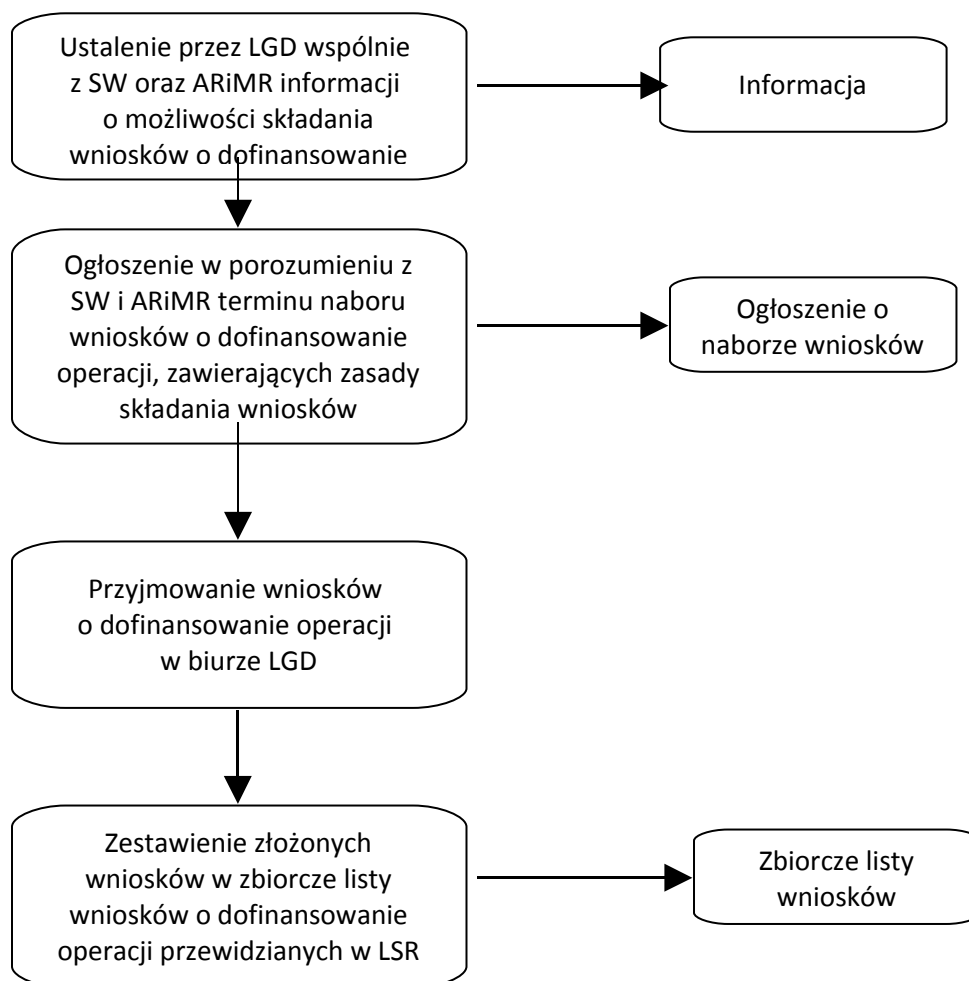 Ustalenie przez LGD wspólnie
z SW oraz ARiMR informacji
o możliwości składania
wniosków o dofinansowanie
Informacja
Ogłoszenie w porozumieniu z
SW i ARiMR terminu naboru
wniosków o dofinansowanie
operacji, zawierających zasady
składania wniosków
Ogłoszenie o
naborze wniosków
Przyjmowanie wniosków
o dofinansowanie operacji
w biurze LGD
Zestawienie złożonych
wniosków w zbiorcze listy
wniosków o dofinansowanie
operacji przewidzianych w LSR
Zbiorcze listy
wniosków